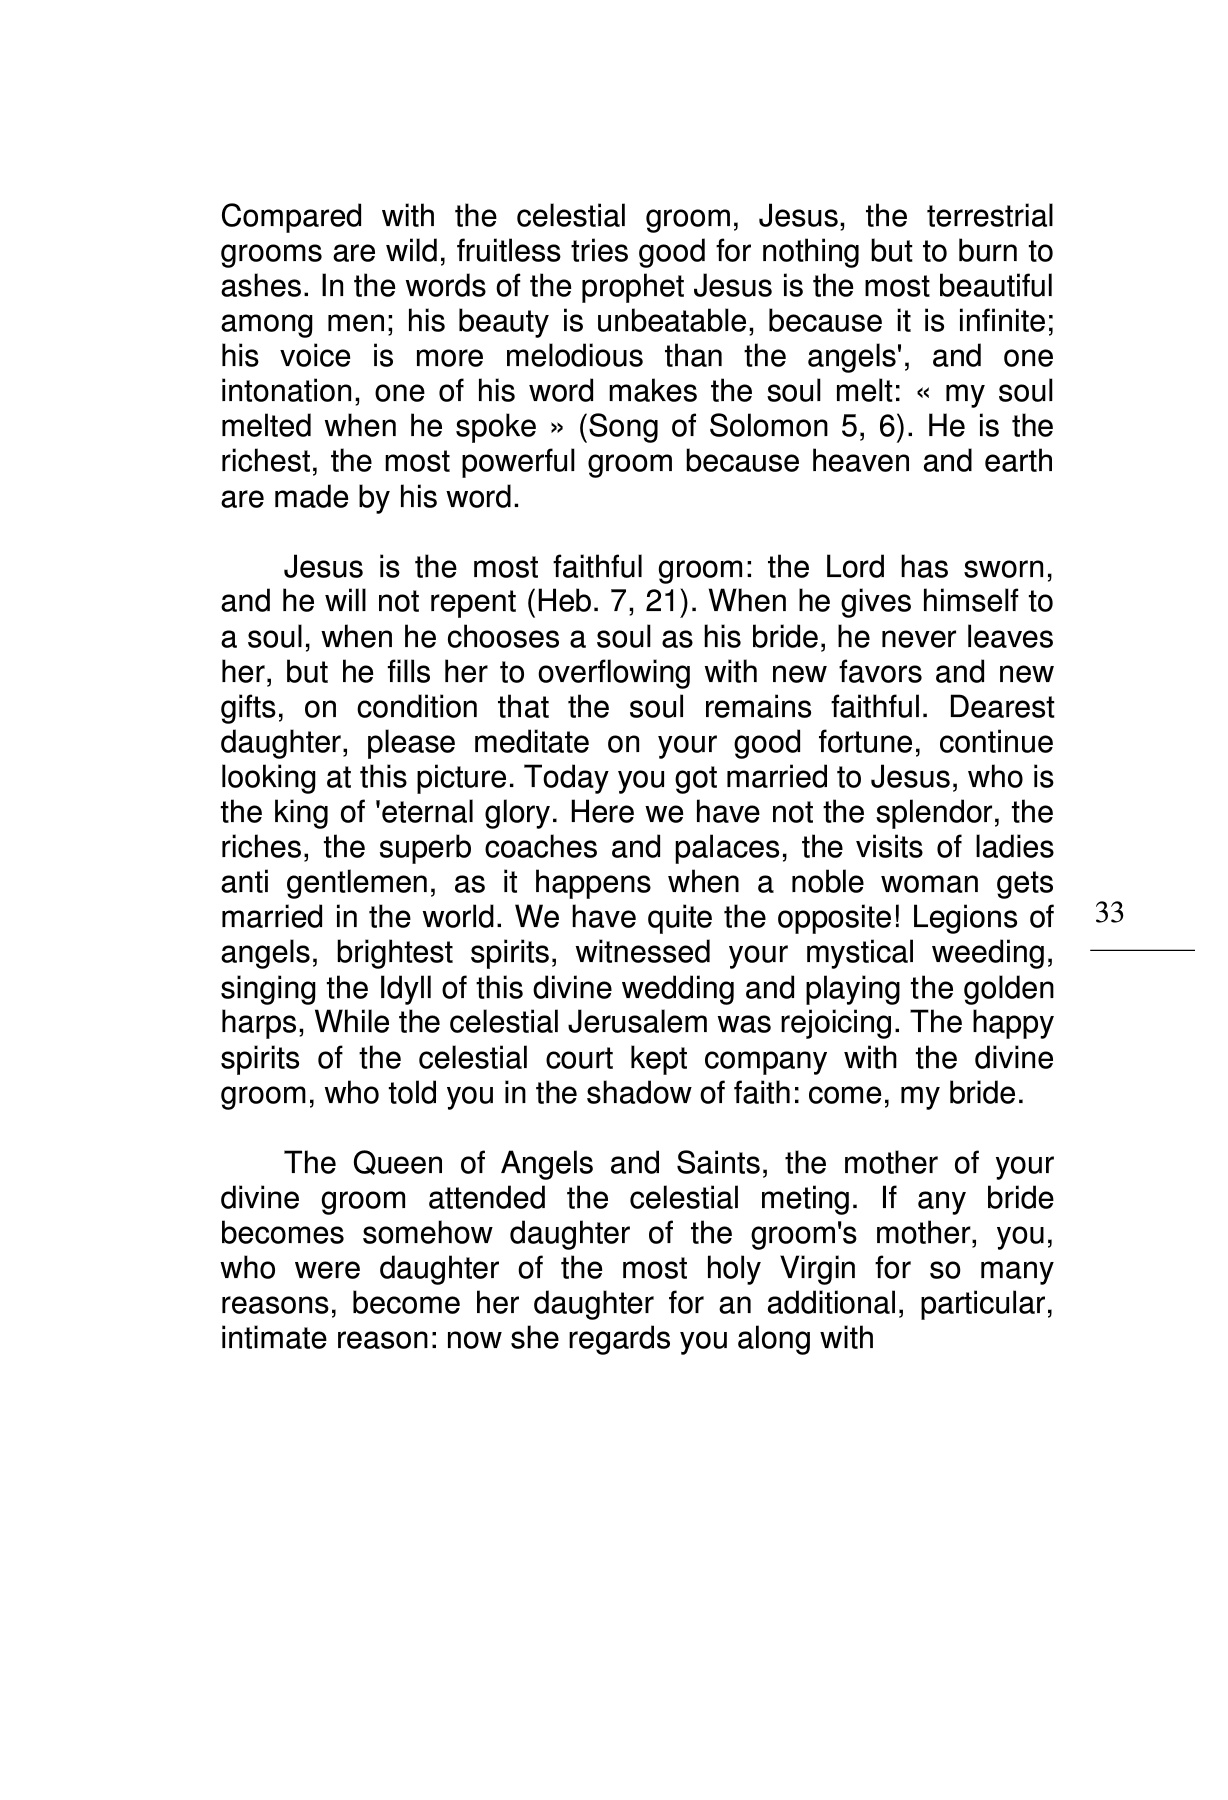 Compared with the celestial groom, Jesus, the terrestrial
grooms are wild, fruitless tries good for nothing but to burn to
ashes. In the words of the prophet Jesus is the most beautiful
among men; his beauty is unbeatable, because it is infinite;
his voice is more melodious than the angels', and one
intonation, one of his word makes the soul melt: « my soul
melted when he spoke » (Song of Solomon 5, 6). He is the
richest, the most powerful groom because heaven and earth
are made by his word.
Jesus is the most faithful groom: the Lord has sworn,
and he will not repent (Heb. 7, 21). When he gives himself to
a soul, when he chooses a soul as his bride, he never leaves
her, but he fills her to overflowing with new favors and new
gifts, on condition that the soul remains faithful. Dearest
daughter, please meditate on your good fortune, continue
looking at this picture. Today you got married to Jesus, who is
the king of 'eternal glory. Here we have not the splendor, the
riches, the superb coaches and palaces, the visits of ladies
anti gentlemen, as it happens when a noble woman gets
married in the world. We have quite the opposite! Legions of
angels, brightest spirits, witnessed your mystical weeding,
singing the Idyll of this divine wedding and playing the golden
harps, While the celestial Jerusalem was rejoicing. The happy
spirits of the celestial court kept company with the divine
groom, who told you in the shadow of faith: come, my bride.
The Queen of Angels and Saints, the mother of your
divine groom attended the celestial meting. If any bride
becomes somehow daughter of the groom's mother, you,
who were daughter of the most holy Virgin for so many
reasons, become her daughter for an additional, particular,
intimate reason: now she regards you along with
33